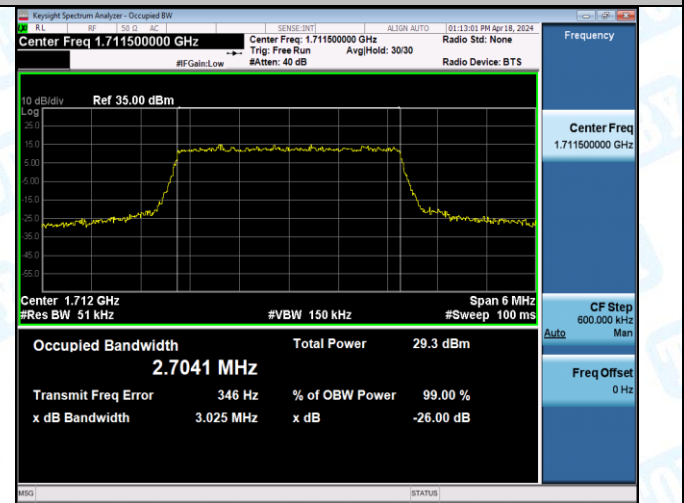 Keysight Spectrum Analyzer - Occupied BW
RL RF 50 Ω AC SENSE:INT ALIGN AUTO 01:13:01 PM Apr 18, 2024
Center Freq 1.711500000 GHz
Center Freq: 1.711500000 GHz
Radio Std: None
Trig: Free Run Avg|Hold: 30/30
#IFGain:Low #Atten: 40 dB Radio Device: BTS
Frequency
10 dB/div Ref 35.00 dBm
Log
25.0
15.0
5.00
-5.00
-15.0
-25.0
-35.0
-45.0
-55.0
Center 1.712 GHz Span 6 MHz
#Res BW 51 kHz #VBW 150 kHz #Sweep 100 ms
Occupied Bandwidth Total Power 29.3 dBm
2.7041 MHz
Transmit Freq Error 346 Hz % of OBW Power 99.00 %
x dB Bandwidth 3.025 MHz x dB -26.00 dB
Center Freq
1.711500000 GHz
CF Step
600.000 kHz
Auto Man
Freq Offset
0 Hz
MSG STATUS